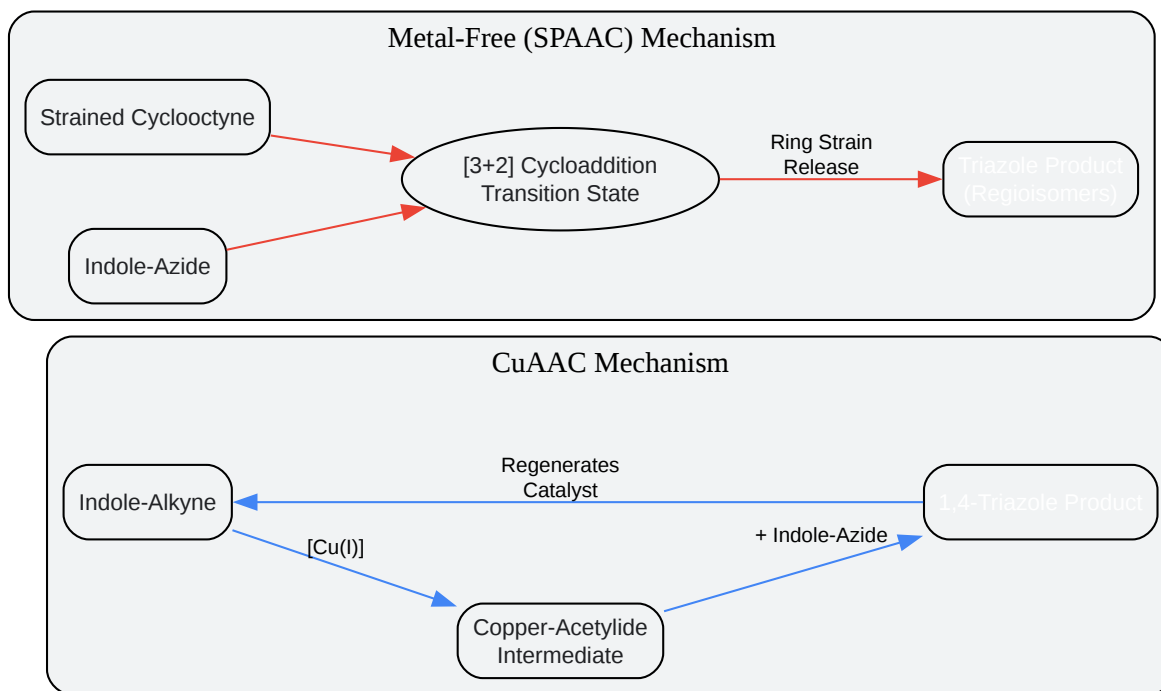 Metal-Free (SPAAC) Mechanism
Strained Cyclooctyne
Indole-Azide
[3+2] Cycloaddition
Transition State
Ring Strain
Release
Triazole Product
(Regioisomers)
CuAAC Mechanism
Indole-Alkyne
[Cu(I)]
Copper-Acetylide
Intermediate
+ Indole-Azide
1,4-Triazole Product
Regenerates
Catalyst